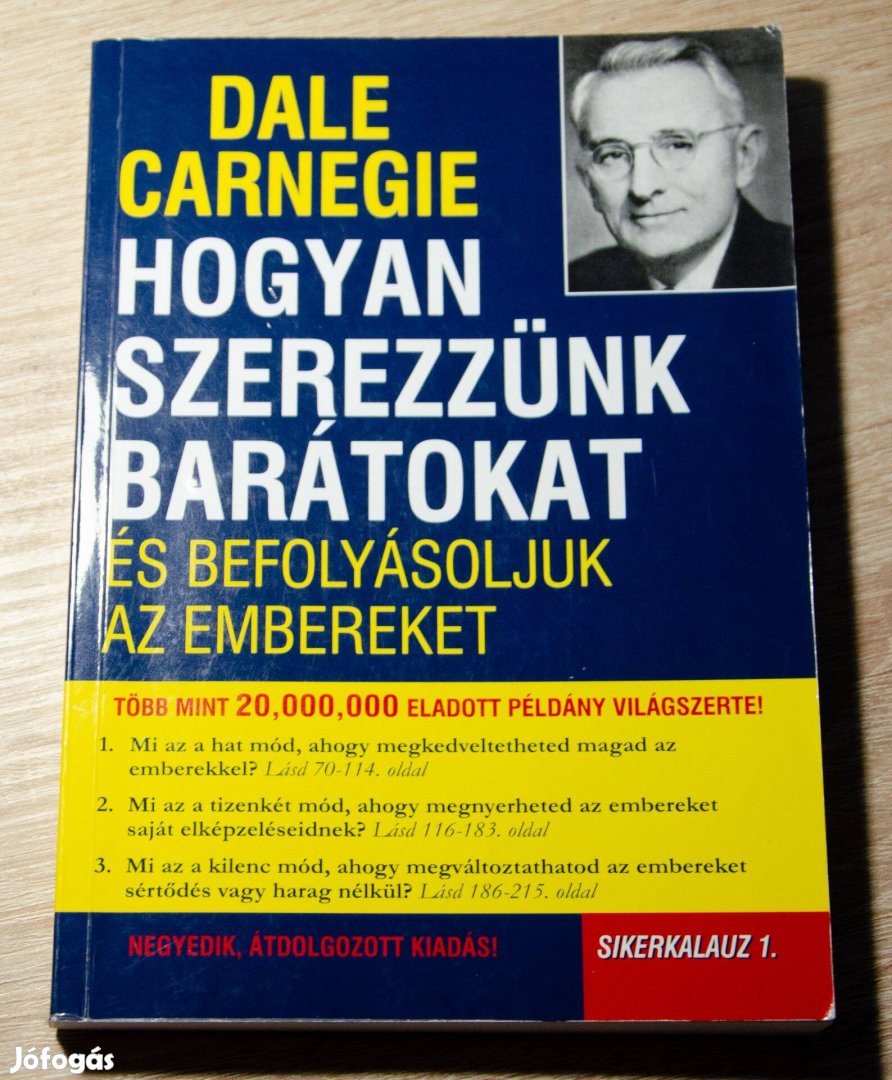 DALE
CARNEGIE
HOGYAN
SZEREZZÜNK
BARÁTOKAT
ÉS BEFOLYÁSOLJUK
AZ EMBEREKET
TÖBB MINT 20,000,000 ELADOTT PÉLDÁNY VILÁGSZERTE!
1. Mi az a hat mód, ahogy megkedveltetheted magad az
emberekkel? Lásd 70-114. oldal
2. Mi az a tizenkét mód, ahogy megnyerheted az embereket
saját elképzeléseidnek? Lásd 116-183. oldal
3. Mi az a kilenc mód, ahogy megváltoztathatod az embereket
sértődés vagy harag nélkül? Lásd 186-215. oldal
NEGYEDIK, ÁTDOLGOZOTT KIADÁS!
SIKERKALAUZ 1.
Jófogás